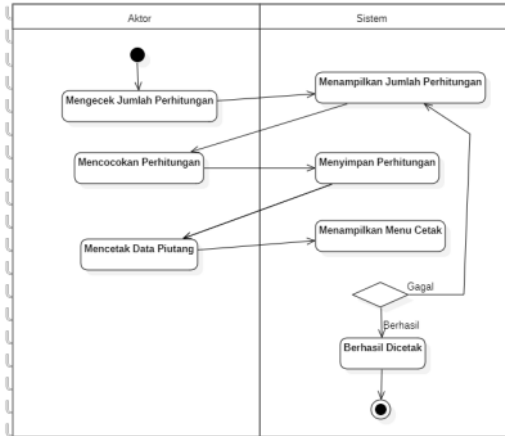 Aktor
Sistem
Mengecek Jumlah Perhitungan
Menampilkan Jumlah Perhitungan
Mencocokan Perhitungan
Menyimpan Perhitungan
Mencetak Data Piutang
Menampilkan Menu Cetak
Gagal
Berhasil
Berhasil Dicetak